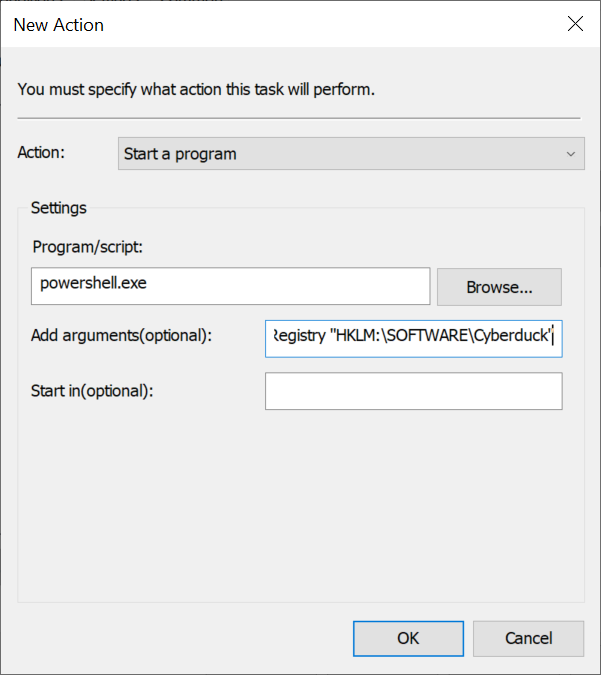 New Action
You must specify what action this task will perform.
Action:
Start a program
Settings
Program/script:
powershell.exe
Browse...
Add arguments(optional):
Registry "HKLM:\SOFTWARE\Cyberduck"
Start in(optional):
OK
Cancel